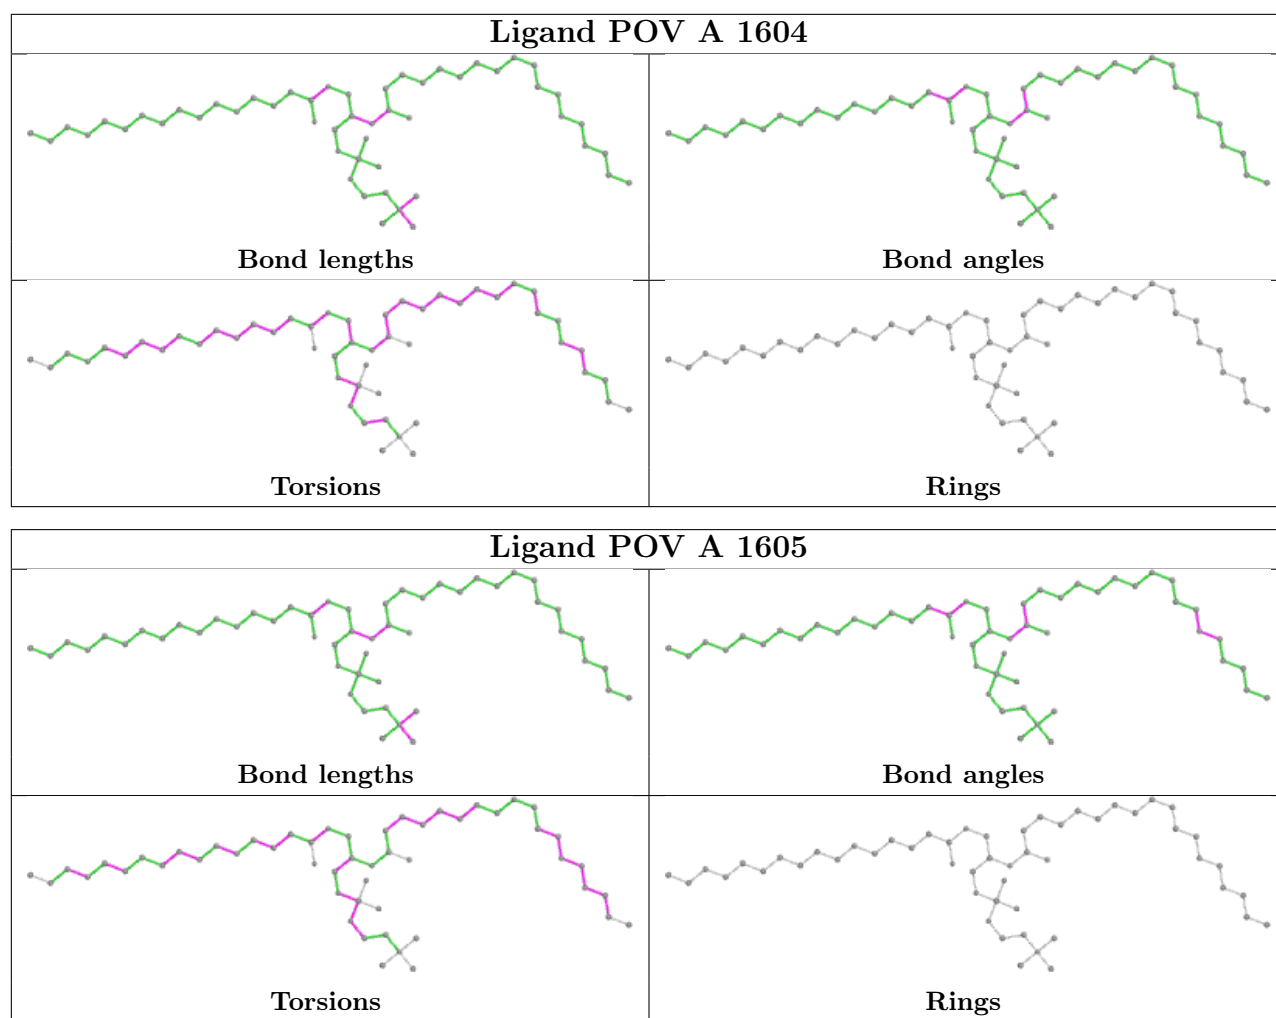 Ligand POV A 1604
Bond lengths
Bond angles
Torsions
Rings
Ligand POV A 1605
Bond lengths
Bond angles
Torsions
Rings